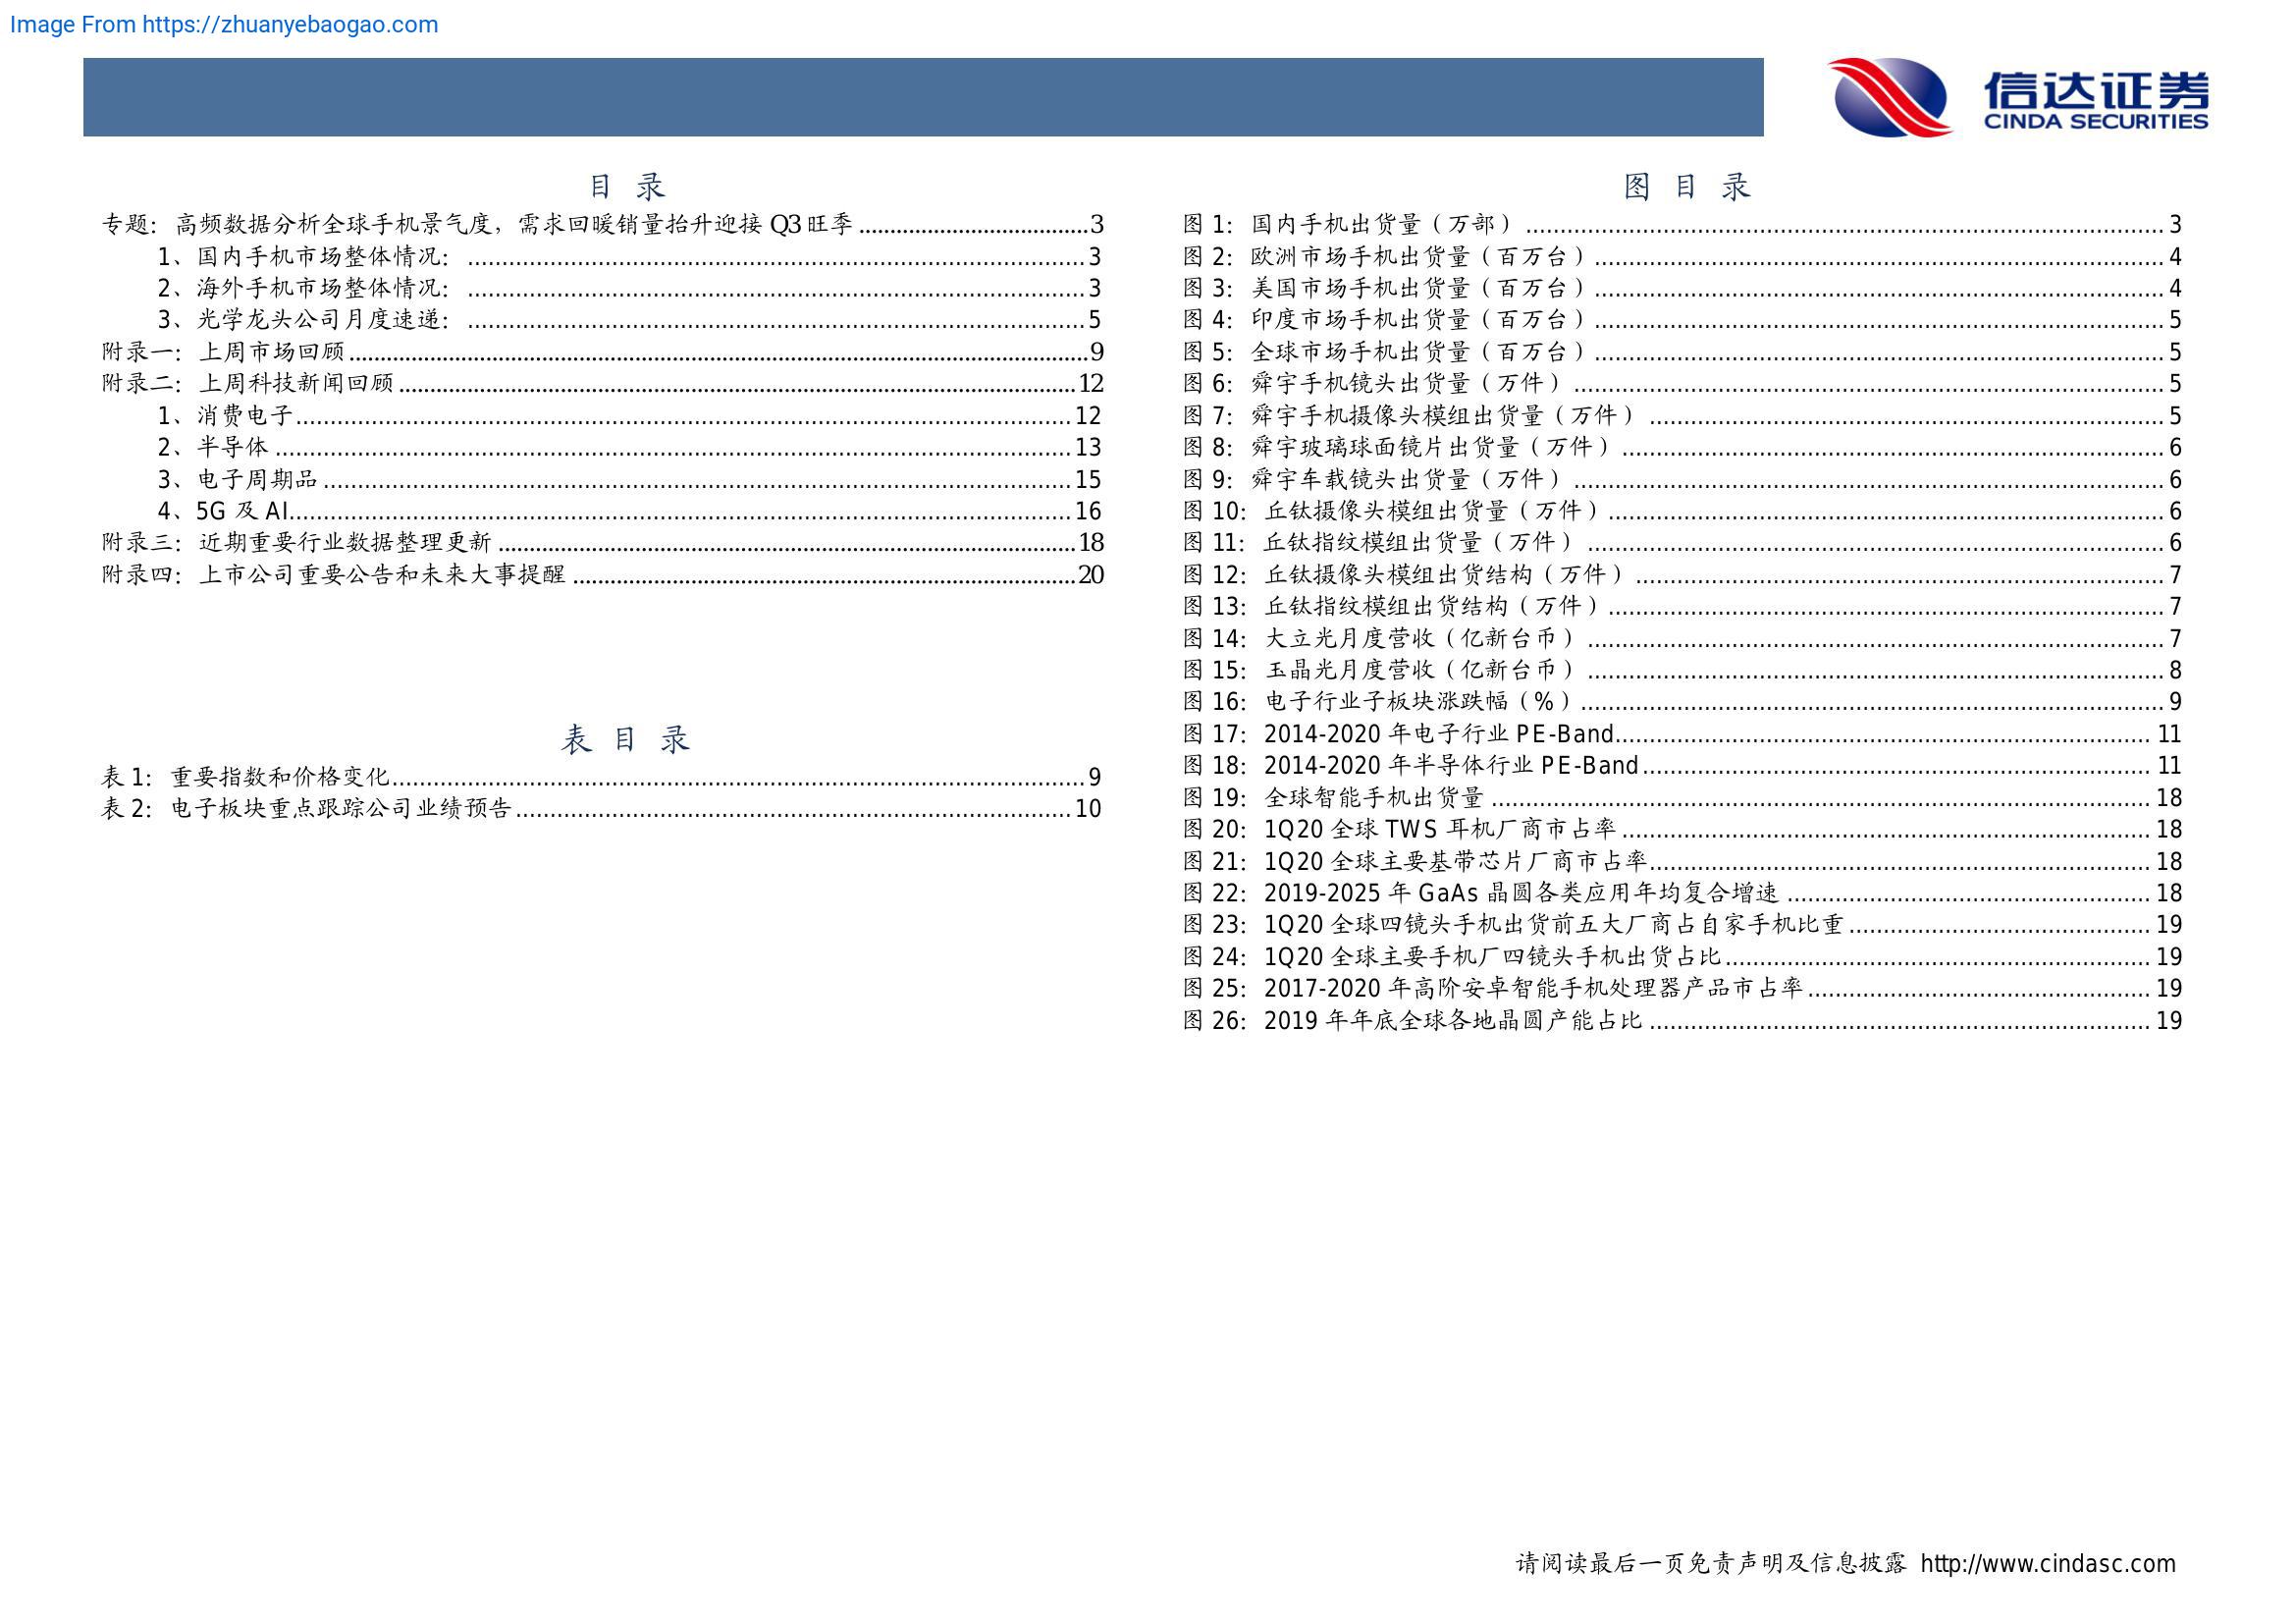 Image From https://zhuanyebaogao.com
信达证券
CINDA SECURITIES
目 录
专题：高频数据分析全球手机景气度，需求回暖销量抬升迎接 Q3 旺季 ........................................3
1、国内手机市场整体情况： ........................................3
2、海外手机市场整体情况： ........................................3
3、光学龙头公司月度速递： ........................................5
附录一：上周市场回顾........................................9
附录二：上周科技新闻回顾........................................12
1、消费电子........................................12
2、半导体........................................13
3、电子周期品........................................15
4、5G 及 AI........................................16
附录三：近期重要行业数据整理更新........................................18
附录四：上市公司重要公告和未来大事提醒........................................20
表 目 录
表 1：重要指数和价格变化........................................9
表 2：电子板块重点跟踪公司业绩预告........................................10
图 目 录
图 1：国内手机出货量（万部）........................................3
图 2：欧洲市场手机出货量（百万台）........................................4
图 3：美国市场手机出货量（百万台）........................................4
图 4：印度市场手机出货量（百万台）........................................5
图 5：全球市场手机出货量（百万台）........................................5
图 6：舜宇手机镜头出货量（万件）........................................5
图 7：舜宇手机摄像头模组出货量（万件）........................................5
图 8：舜宇玻璃球面镜片出货量（万件）........................................6
图 9：舜宇车载镜头出货量（万件）........................................6
图 10：丘钛摄像头模组出货量（万件）........................................6
图 11：丘钛指纹模组出货量（万件）........................................6
图 12：丘钛摄像头模组出货结构（万件）........................................7
图 13：丘钛指纹模组出货结构（万件）........................................7
图 14：大立光月度营收（亿新台币）........................................7
图 15：玉晶光月度营收（亿新台币）........................................8
图 16：电子行业子板块涨跌幅（%）........................................9
图 17：2014-2020 年电子行业 PE-Band........................................11
图 18：2014-2020 年半导体行业 PE-Band........................................11
图 19：全球智能手机出货量........................................18
图 20：1Q20 全球 TWS 耳机厂商市占率........................................18
图 21：1Q20 全球主要基带芯片厂商市占率........................................18
图 22：2019-2025 年 GaAs 晶圆各类应用年均复合增速........................................18
图 23：1Q20 全球四镜头手机出货前五大厂商占自家手机比重........................................19
图 24：1Q20 全球主要手机厂四镜头手机出货占比........................................19
图 25：2017-2020 年高阶安卓智能手机处理器产品市占率........................................19
图 26：2019 年年底全球各地晶圆产能占比........................................19
请阅读最后一页免责声明及信息披露 http://www.cindasc.com